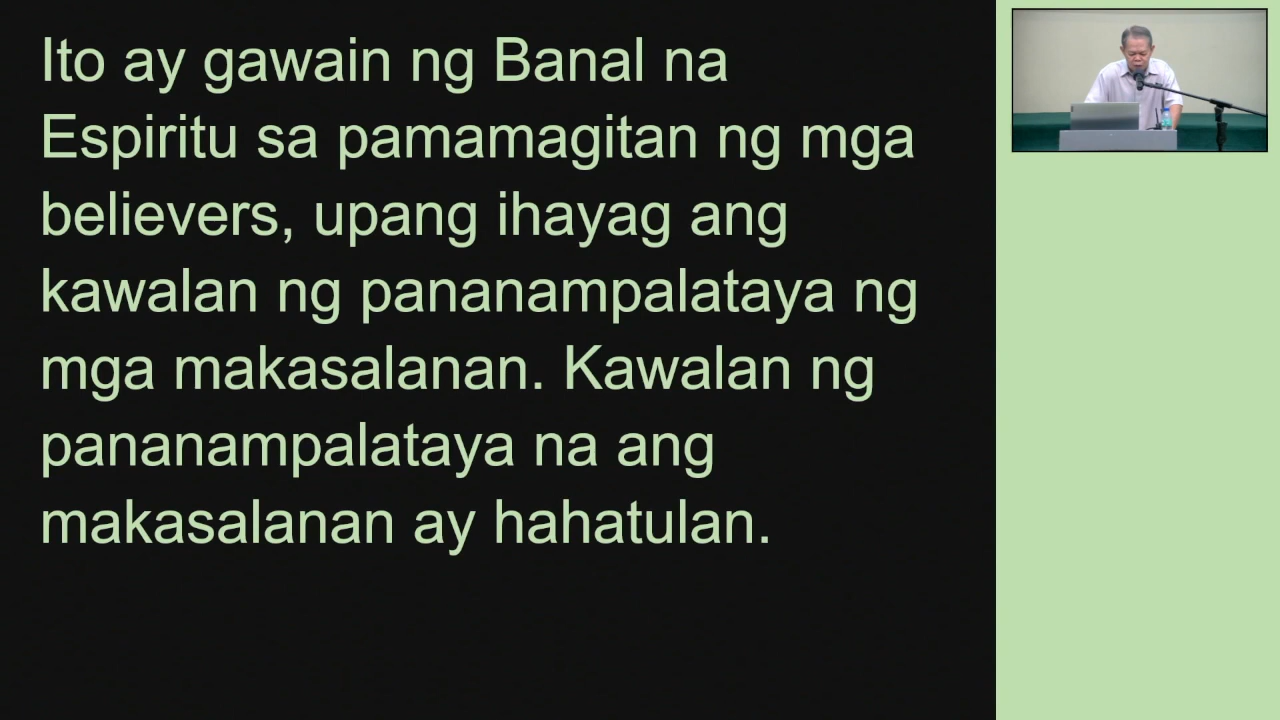 Ito ay gawain ng Banal na
Espiritu sa pamamagitan ng mga
believers, upang ihayag ang
kawalan ng pananampalataya ng
mga makasalanan. Kawalan ng
pananampalataya na ang
makasalanan ay hahatulan.